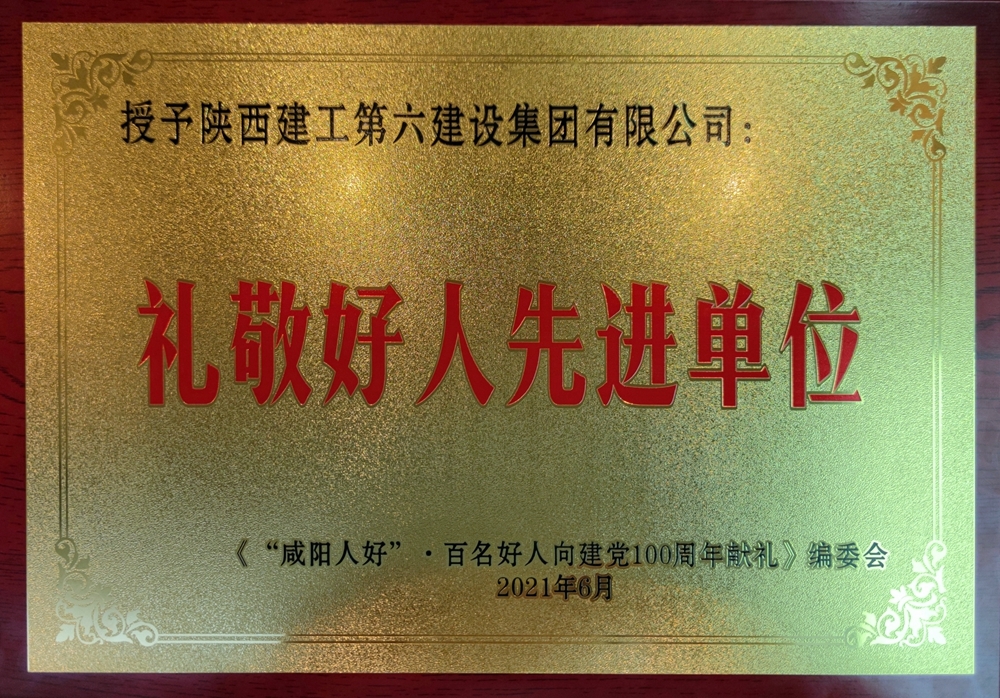 授予陕西建工第六建设集团有限公司：
礼敬好人先进单位
《“咸阳人好”·百名好人向建党100周年献礼》编委会
2021年6月